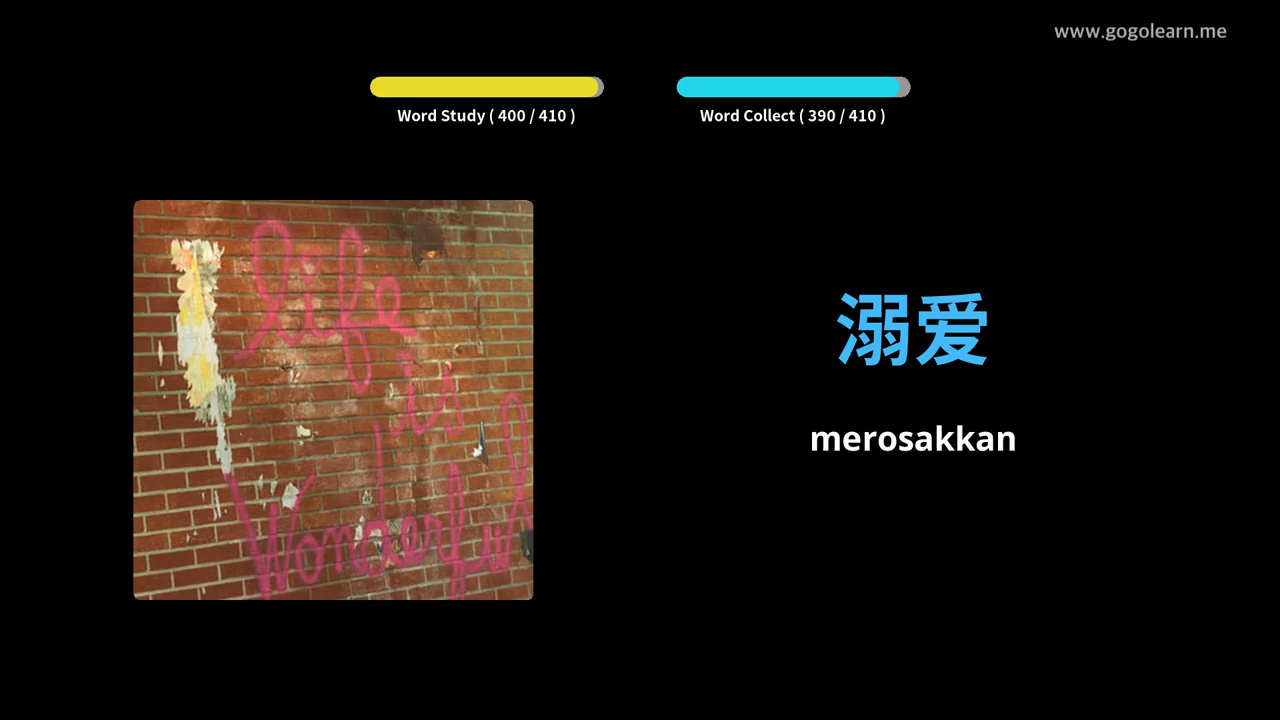 www.gogolearn.me
Word Study ( 400 / 410 )
Word Collect ( 390 / 410 )
life
is
Wonderful
溺爱
merosakkan